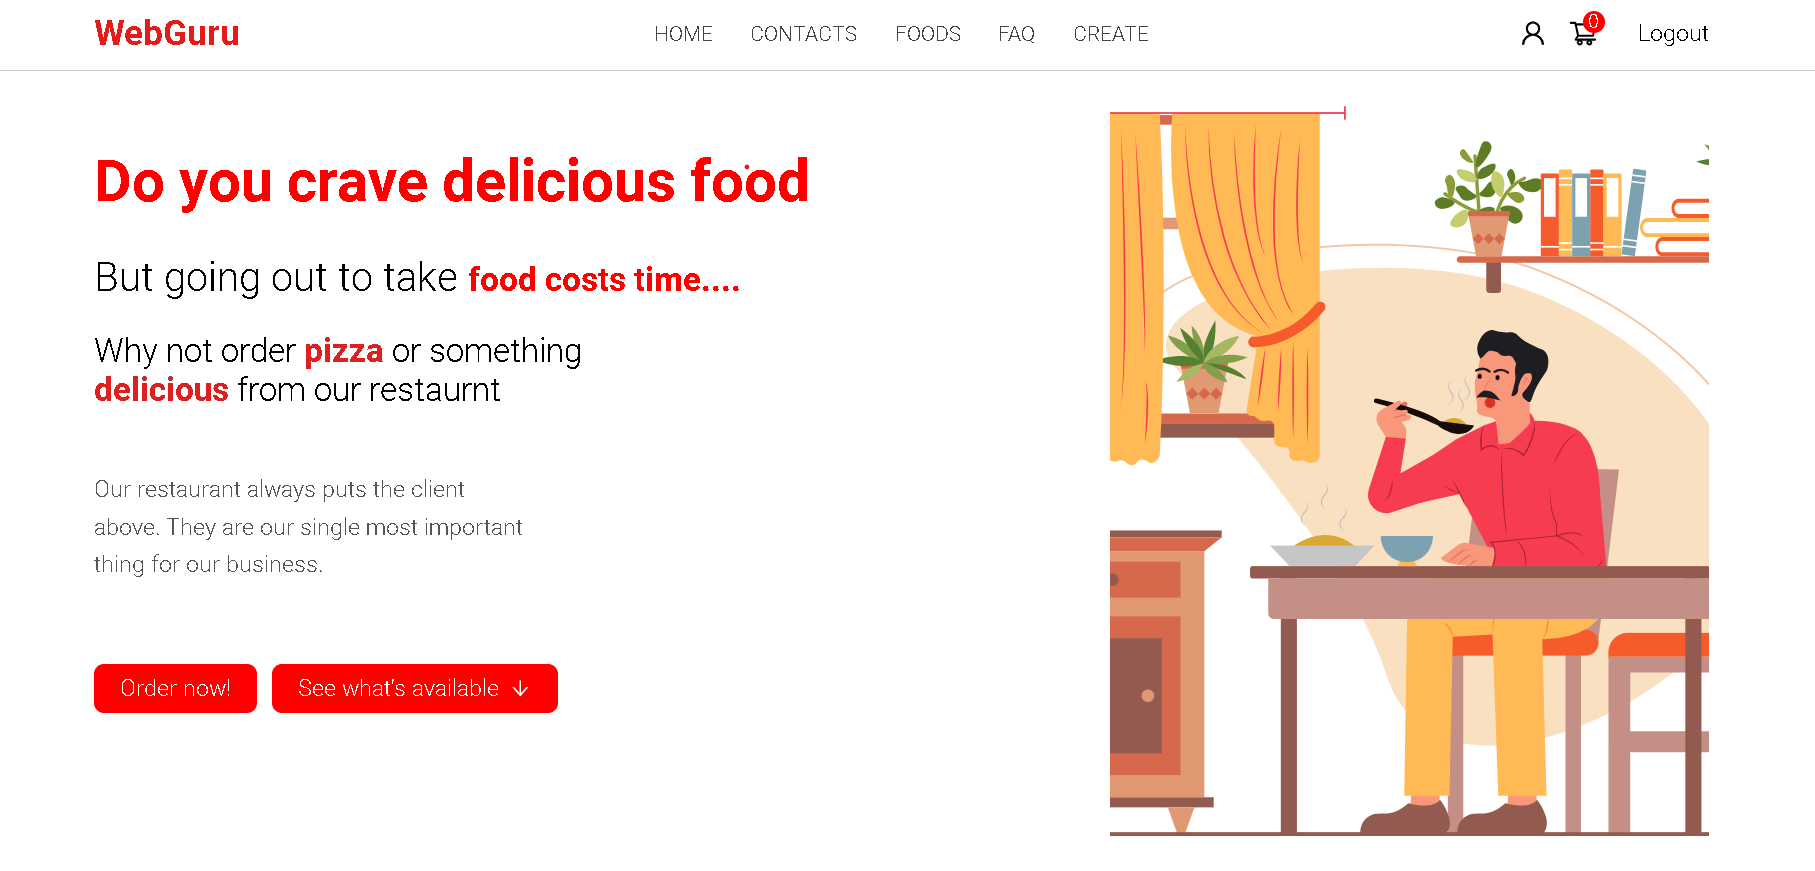 WebGuru
HOME CONTACTS FOODS FAQ CREATE
0
Logout
Do you crave delicious food
But going out to take food costs time....
Why not order pizza or something
delicious from our restaurnt
Our restaurant always puts the client
above. They are our single most important
thing for our business.
Order now!
See what's available